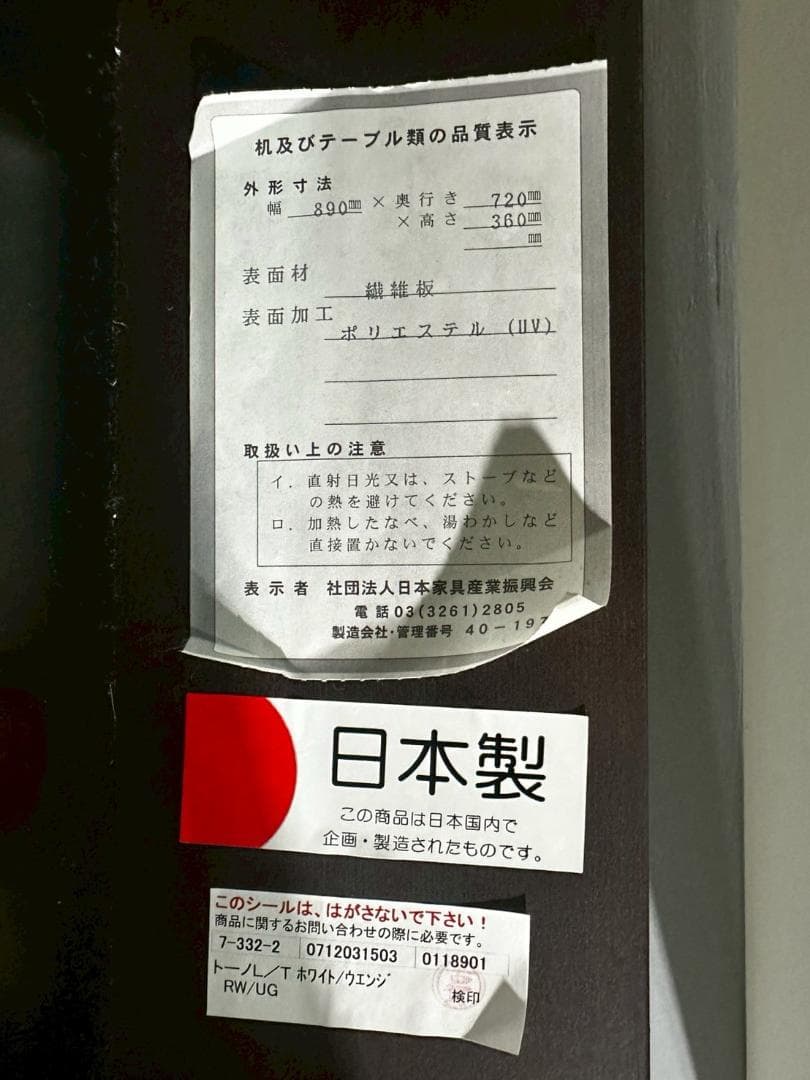 机及びテーブル類の品質表示
外形寸法
幅 890㎜ × 奥行き 720㎜
× 高さ 360㎜
㎜
表面材 繊維板
表面加工 ポリエステル (UV)
取扱い上の注意
イ. 直射日光又は、ストーブなど
の熱を避けてください。
ロ. 加熱したなべ、湯わかしなど
直接置かないでください。
表示者 社団法人日本家具産業振興会
電話03(3261)2805
製造会社・管理番号 40-197
日本製
この商品は日本国内で
企画・製造されたものです。
このシールは、はがさないで下さい!
商品に関するお問い合わせの際に必要です。
7-332-2 0712031503 0118901
トーノL/T ホワイト/ウエンジ
RW/UG
検印